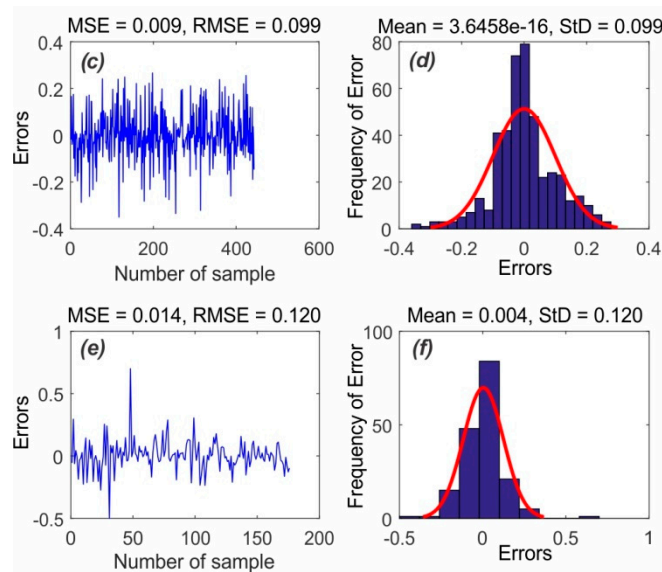 MSE = 0.009, RMSE = 0.099
Mean = 3.6458e-16, StD = 0.099
(c)
(d)
0.4
0.2
0
-0.2
-0.4
Errors
0
200
400
600
Number of sample
80
60
40
20
0
Frequency of Error
-0.4
-0.2
0
0.2
0.4
Errors
MSE = 0.014, RMSE = 0.120
Mean = 0.004, StD = 0.120
(e)
(f)
1
0.5
0
-0.5
Errors
0
50
100
150
200
Number of sample
100
50
0
Frequency of Error
-0.5
0
0.5
1
Errors